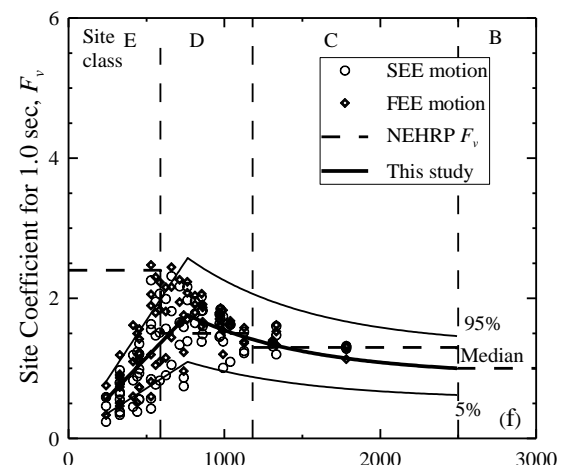 Site Coefficient for 1.0 sec, Fv
6
4
2
0
Site E D C B
class
SEE motion
FEE motion
NEHRP Fv
This study
95%
Median
5%
(f)
0 1000 2000 3000